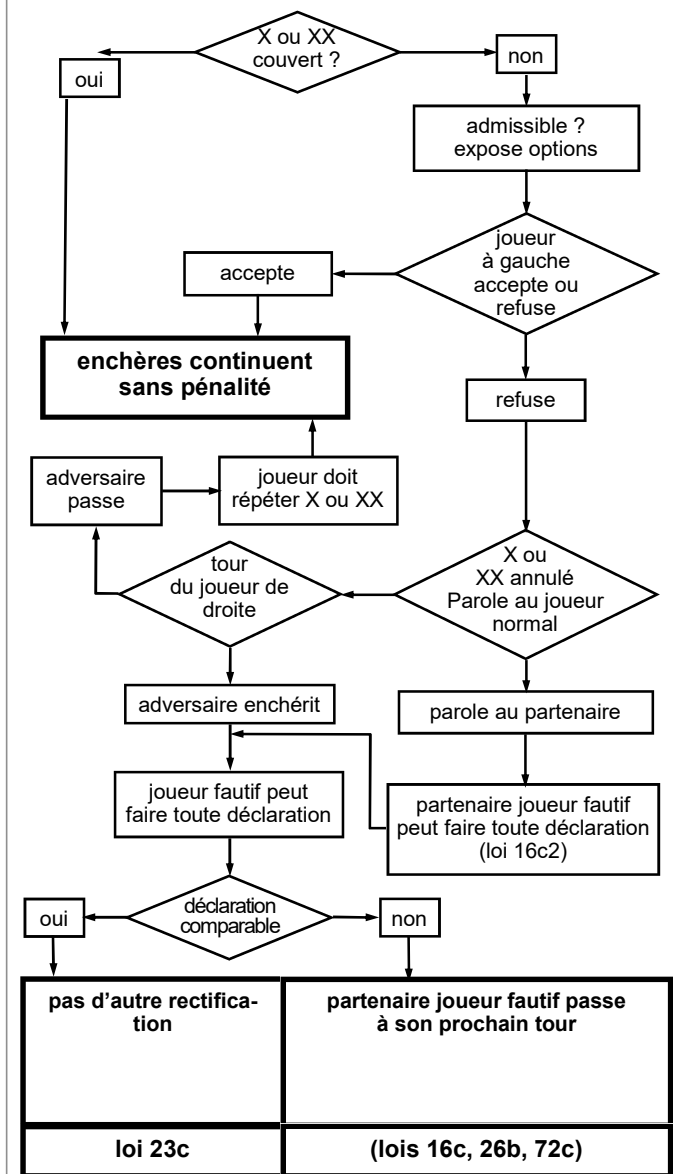 X ou XX
couvert ?
oui
non
admissible ?
expose options
joueur
à gauche
accepte ou
refuse
accepte
enchères continuent
sans pénalité
refuse
adversaire
passe
joueur doit
répéter X ou XX
tour
du joueur de
droite
X ou
XX annulé
Parole au joueur
normal
adversaire enchérit
parole au partenaire
joueur fautif peut
faire toute déclaration
partenaire joueur fautif
peut faire toute déclaration
(loi 16c2)
oui
déclaration
comparable
non
pas d’autre rectifica-
tion
partenaire joueur fautif passe
à son prochain tour
loi 23c
(lois 16c, 26b, 72c)